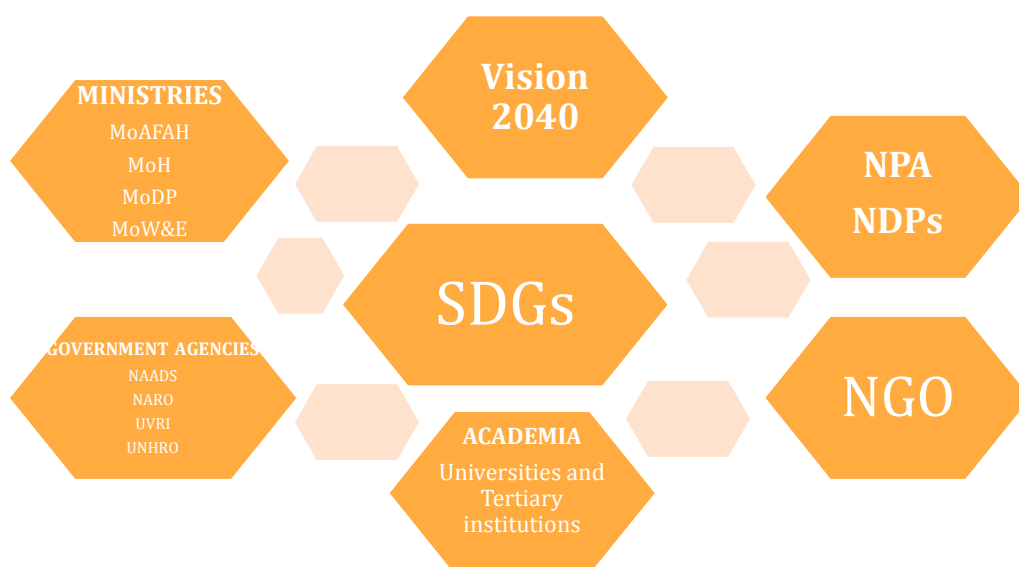 Vision
2040
MINISTRIES
MoAFAH
MoH
MoDP
MoW&E
NPA
NDPs
SDGs
GOVERNMENT AGENCIES
NAADS
NARO
UVRI
UNHRO
NGO
ACADEMIA
Universities and
Tertiary
institutions